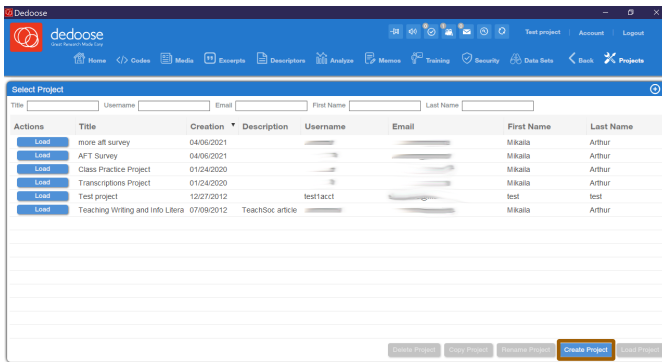 Dedoose
dedoose
Great Research Made Easy
Test project Account Logout
Home Codes Media Excerpts Descriptors Analyze Memos Training Security Data Sets Back Projects
Select Project
Title Username Email First Name Last Name
Actions Title Creation Description Username Email First Name Last Name
Load more aft survey 04/06/2021 Mikaila Arthur
Load AFT Survey 04/06/2021 Mikaila Arthur
Load Class Practice Project 01/24/2020 Mikaila Arthur
Load Transcriptions Project 01/24/2020 Mikaila Arthur
Load Test project 12/27/2012 test1acct test test
Load Teaching Writing and Info Litera 07/09/2012 TeachSoc article Mikaila Arthur
Delete Project Copy Project Rename Project Create Project Load Project